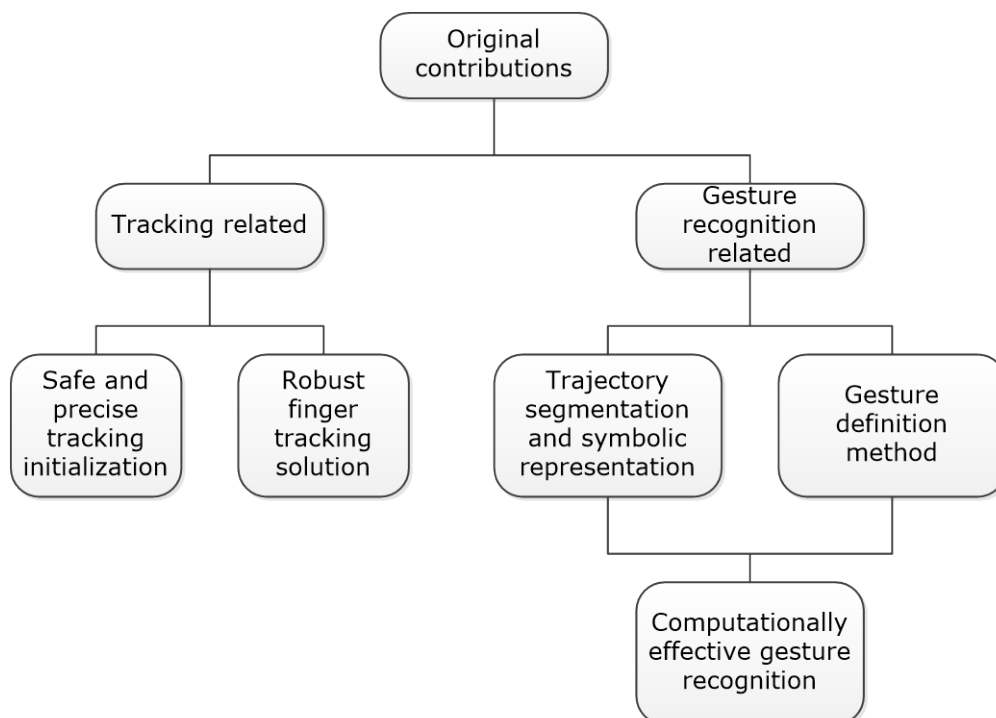 Original
contributions
Tracking related
Gesture
recognition
related
Safe and
precise
tracking
initialization
Robust
finger
tracking
solution
Trajectory
segmentation
and symbolic
representation
Gesture
definition
method
Computationally
effective gesture
recognition